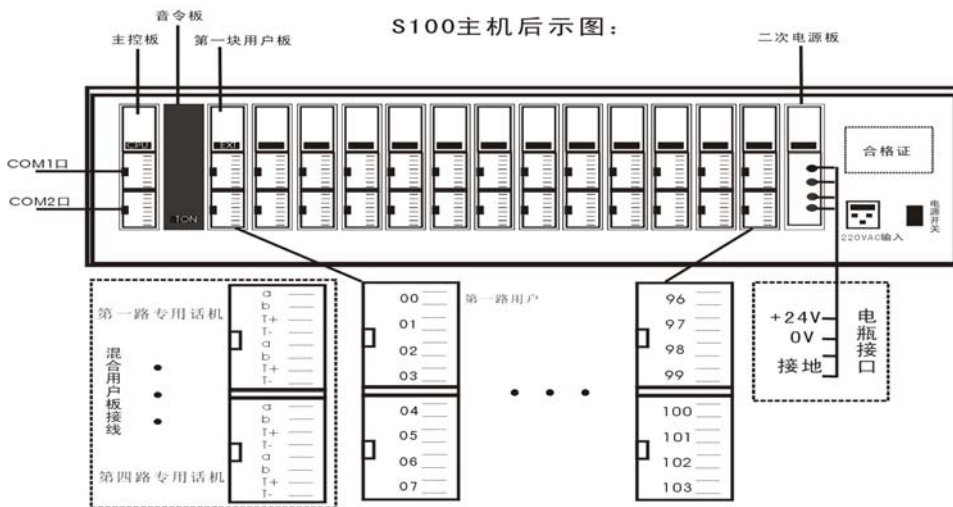 S100主机后示图:
音令板
主控板
第一块用户板
二次电源板
CPU
EXT
COM1口
COM2口
TON
合格证
电源开关
220VAC输入
第一路专用话机
混合用户板接线
第四路专用话机
a
b
T+
T-
a
b
T+
T-
a
b
T+
T-
a
b
T+
T-
00
第一路用户
01
02
03
04
05
06
07
96
97
98
99
100
101
102
103
+24V
0V
接地
电瓶接口